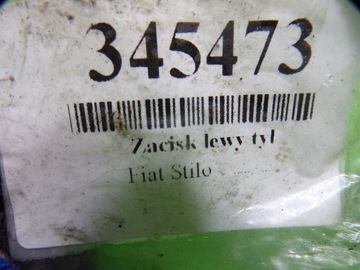 345473
Zacisk lewy tył
Fiat Stilo